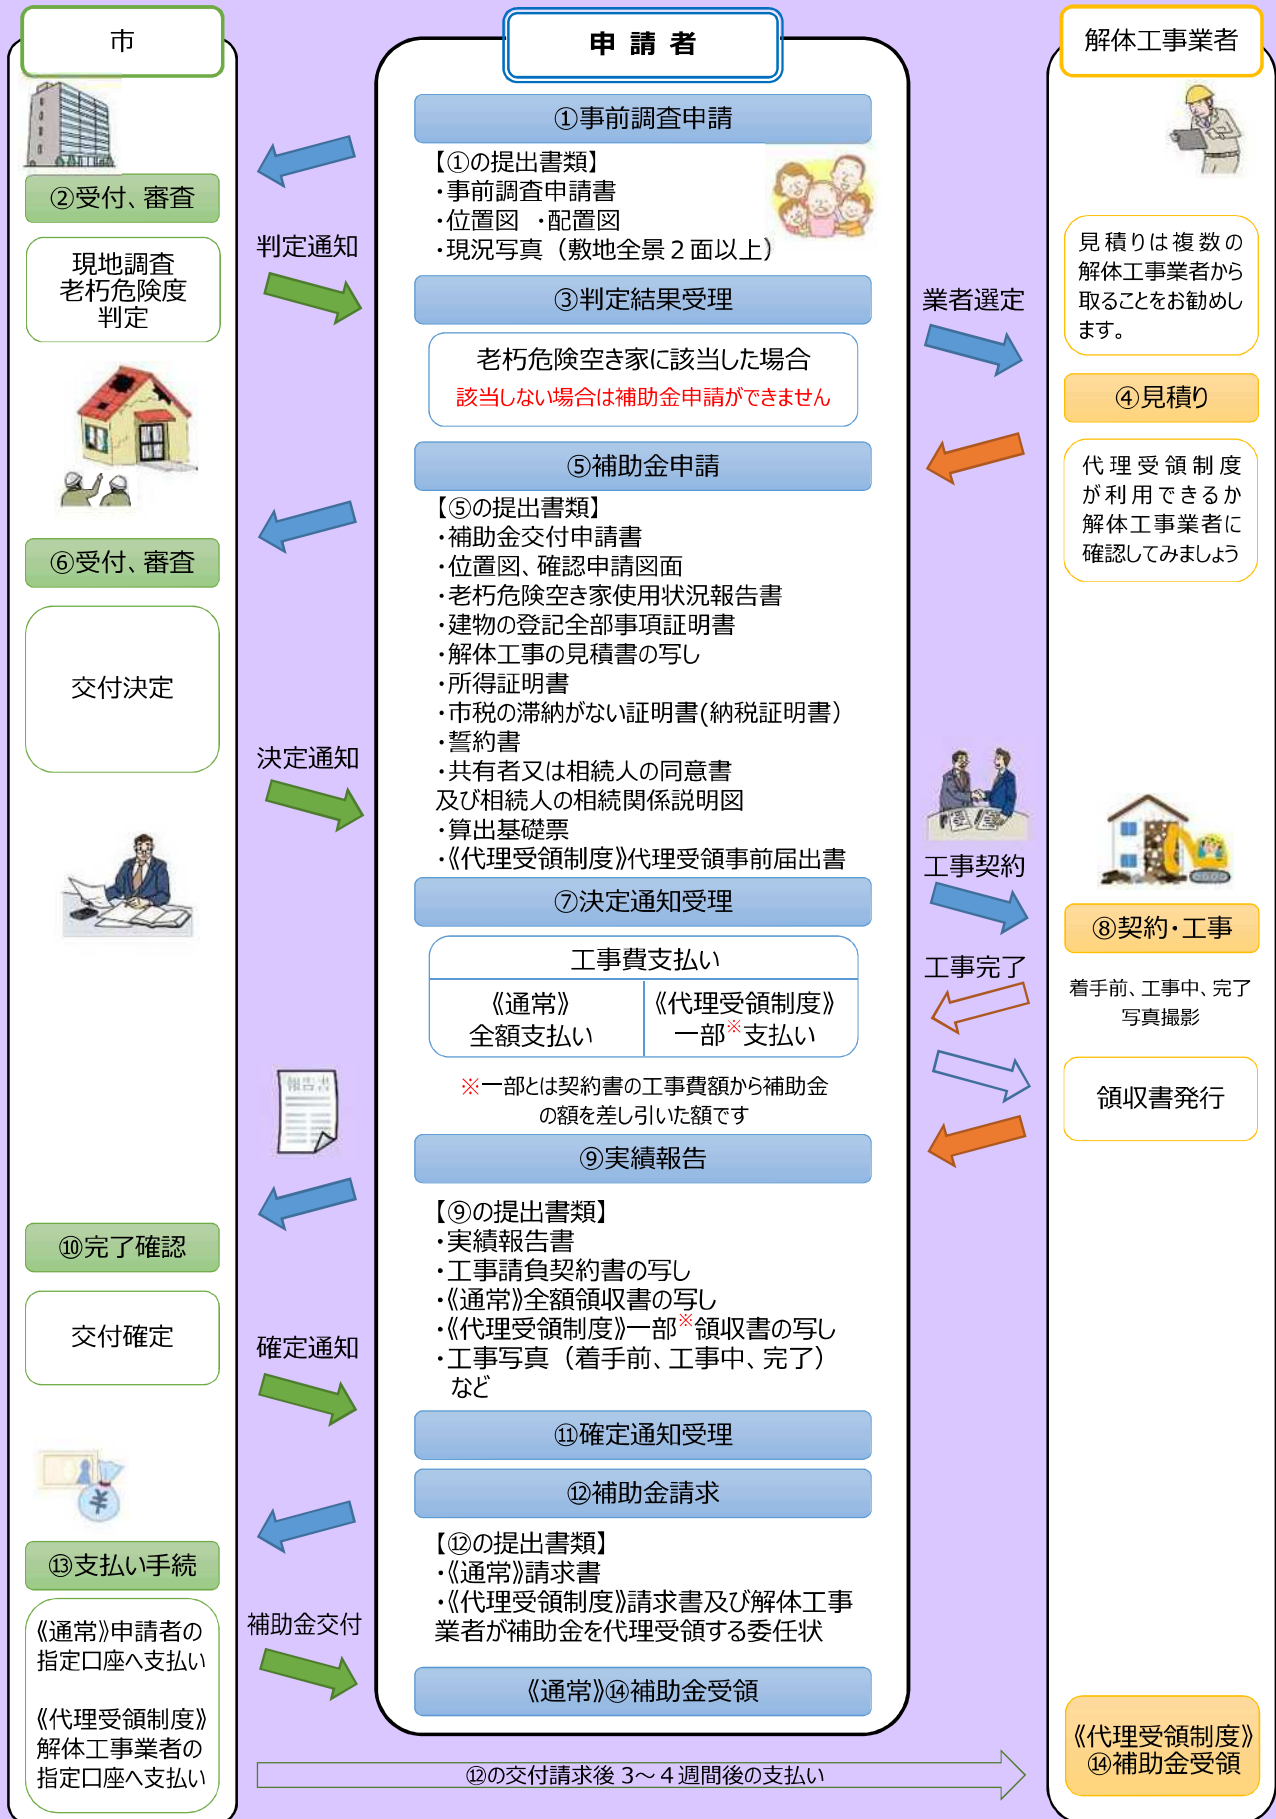 市
申請者
解体工事業者
①事前調査申請
【①の提出書類】
・事前調査申請書
・位置図 ・配置図
・現況写真（敷地全景２面以上）
②受付、審査
現地調査
老朽危険度
判定
判定通知
③判定結果受理
老朽危険空き家に該当した場合
該当しない場合は補助金申請ができません
業者選定
見積りは複数の
解体工事業者から
取ることをお勧めし
ます。
④見積り
代理受領制度
が利用できるか
解体工事業者に
確認してみましょう
⑤補助金申請
【⑤の提出書類】
・補助金交付申請書
・位置図、確認申請図面
・老朽危険空き家使用状況報告書
・建物の登記全部事項証明書
・解体工事の見積書の写し
・所得証明書
・市税の滞納がない証明書(納税証明書）
・誓約書
・共有者又は相続人の同意書
及び相続人の相続関係説明図
・算出基礎票
・《代理受領制度》代理受領事前届出書
⑥受付、審査
交付決定
決定通知
⑦決定通知受理
工事費支払い
《通常》
全額支払い
《代理受領制度》
一部※支払い
※一部とは契約書の工事費額から補助金
の額を差し引いた額です
工事契約
⑧契約・工事
工事完了
着手前、工事中、完了
写真撮影
領収書発行
報告書
⑨実績報告
【⑨の提出書類】
・実績報告書
・工事請負契約書の写し
・《通常》全額領収書の写し
・《代理受領制度》一部※領収書の写し
・工事写真（着手前、工事中、完了）
など
⑩完了確認
交付確定
確定通知
⑪確定通知受理
⑫補助金請求
【⑫の提出書類】
・《通常》請求書
・《代理受領制度》請求書及び解体工事
業者が補助金を代理受領する委任状
¥
⑬支払い手続
《通常》申請者の
指定口座へ支払い
《代理受領制度》
解体工事業者の
指定口座へ支払い
補助金交付
《通常》⑭補助金受領
⑫の交付請求後 3～４週間後の支払い
《代理受領制度》
⑭補助金受領